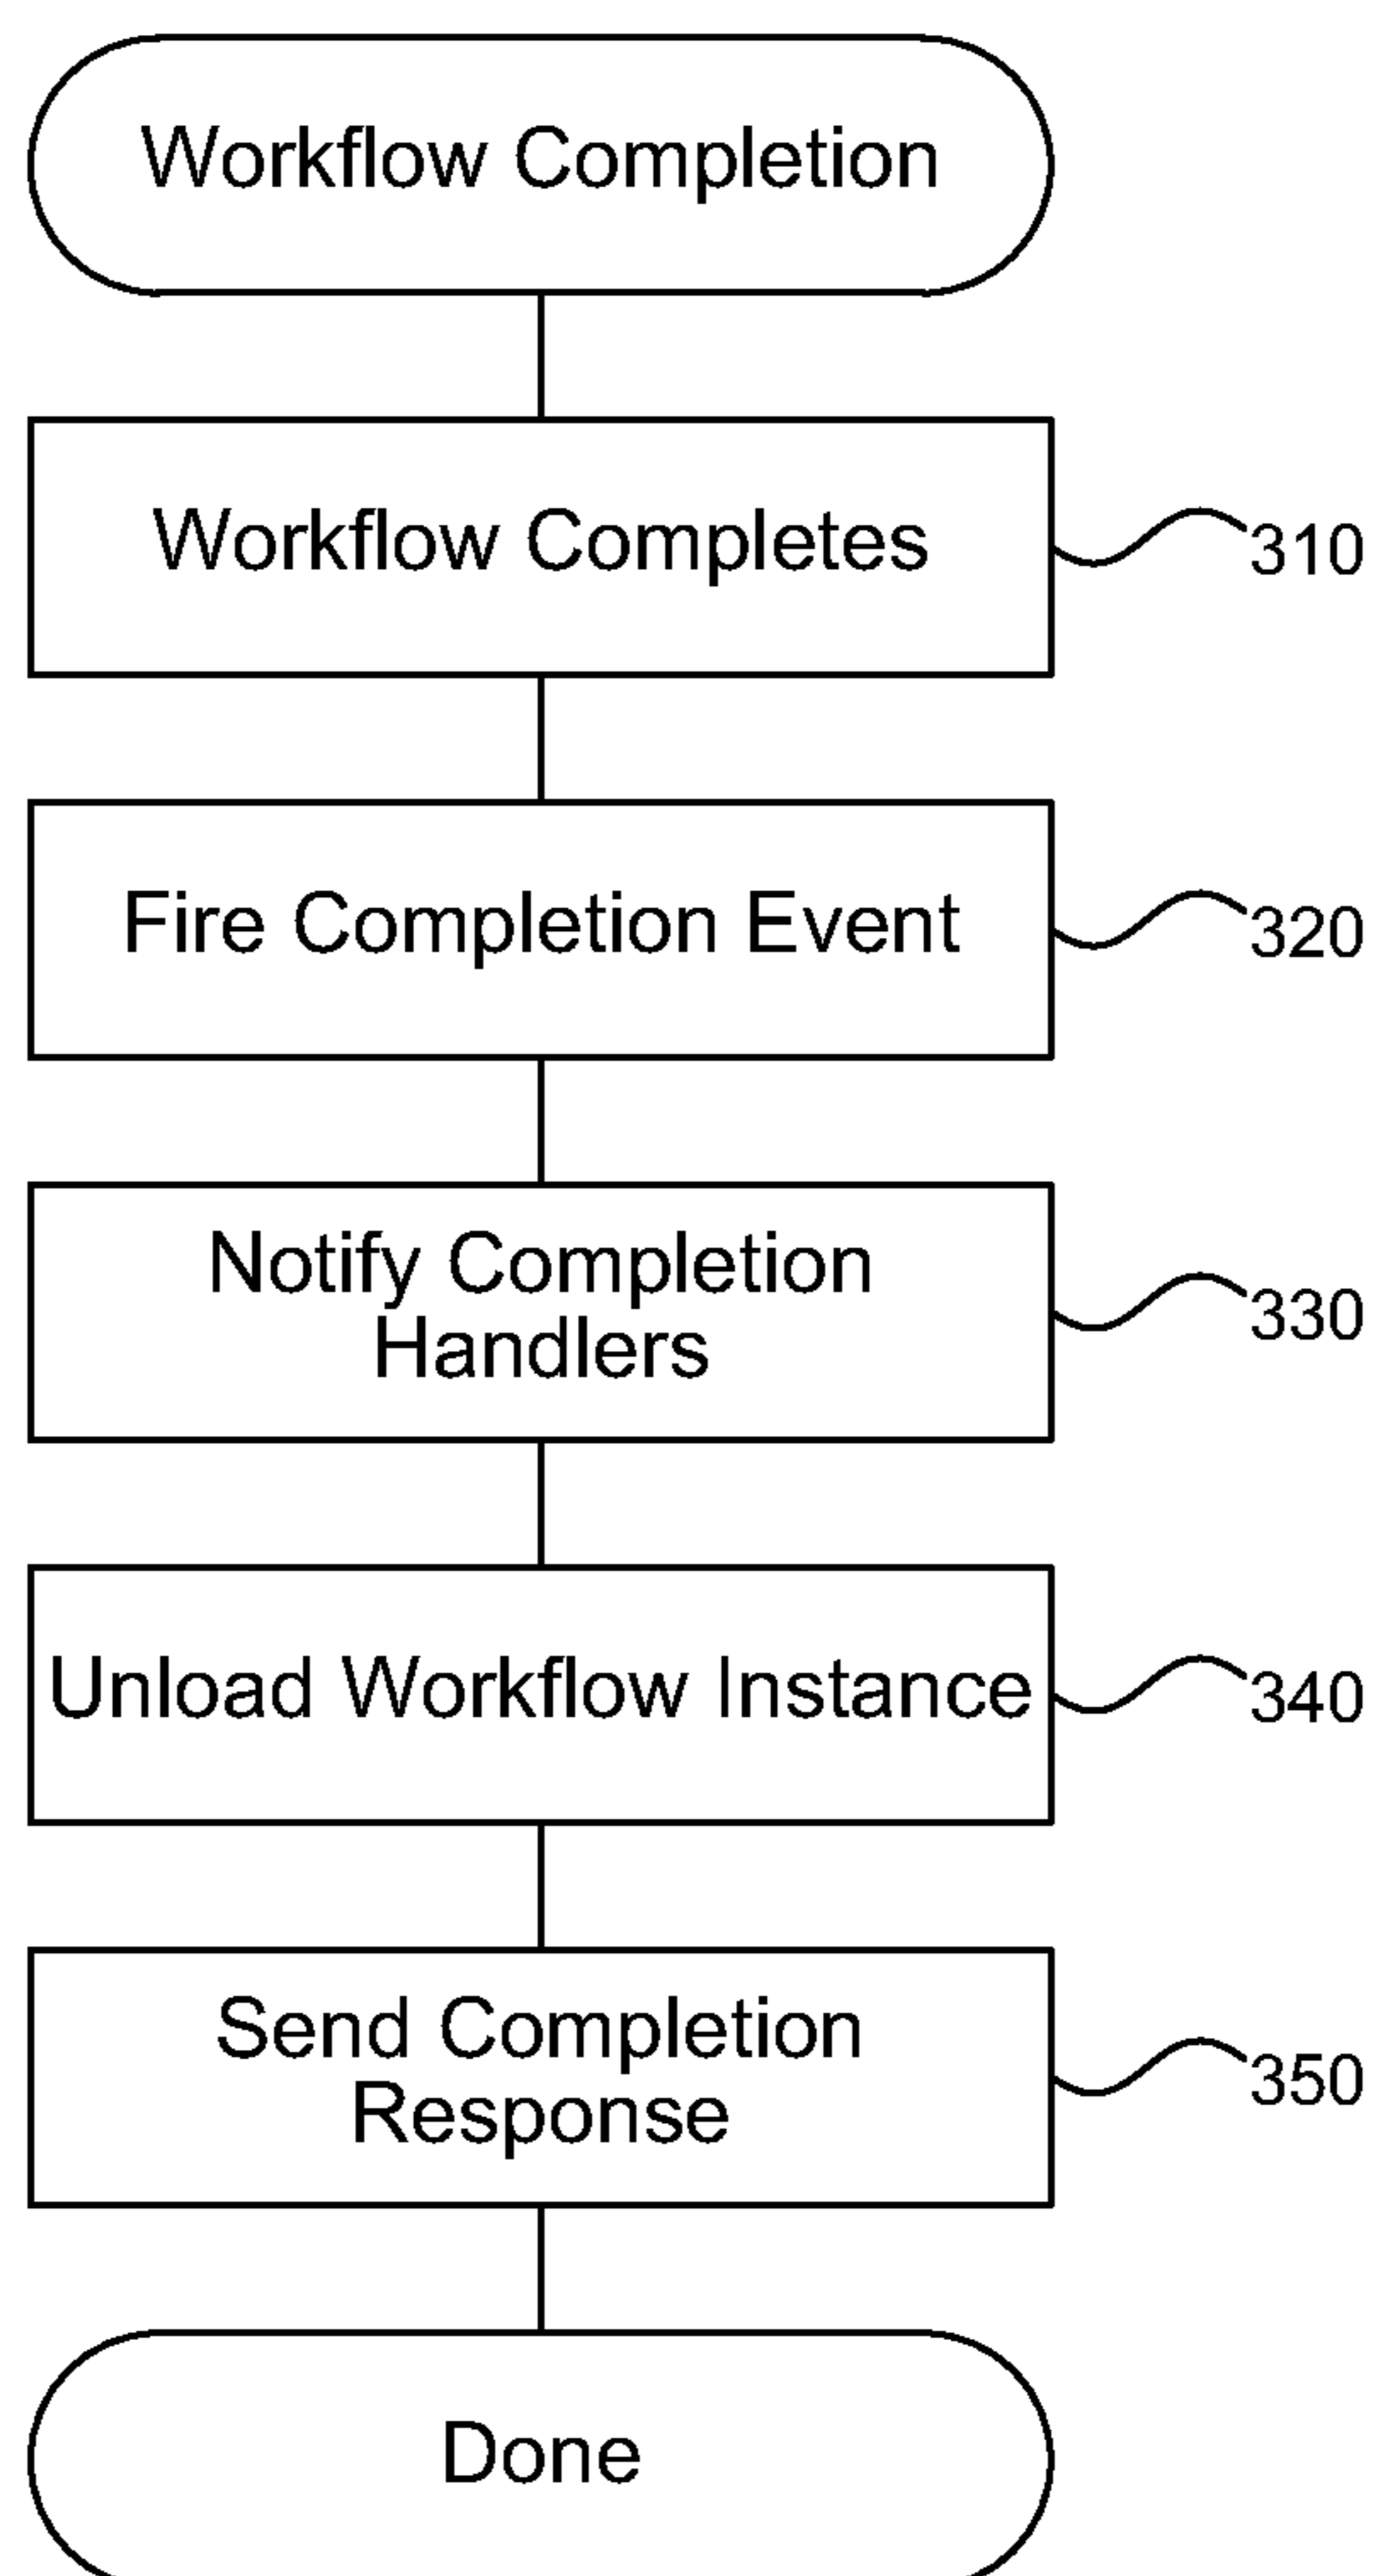 Workflow Completion
Workflow Completes
310
Fire Completion Event
320
Notify Completion
Handlers
330
Unload Workflow Instance
340
Send Completion
Response
350
Done